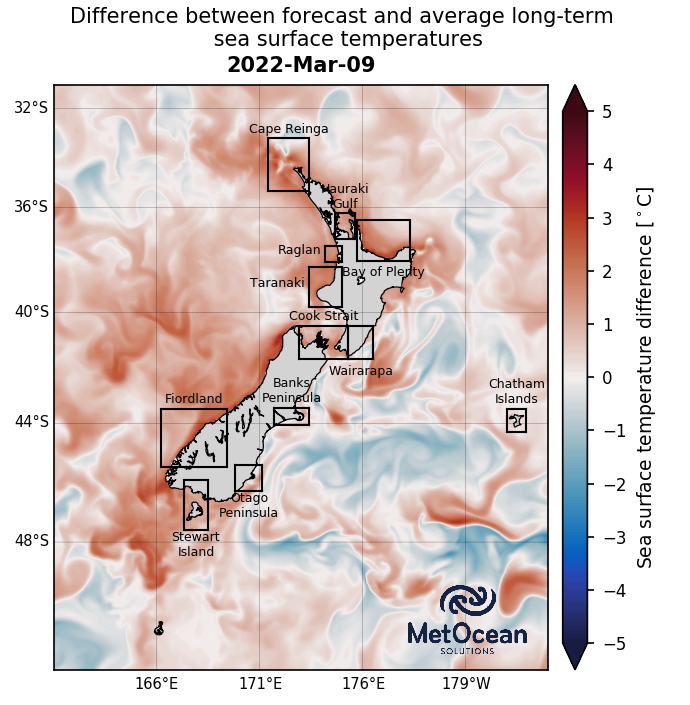 Difference between forecast and average long-term
sea surface temperatures
2022-Mar-09
32°S
36°S
40°S
44°S
48°S
166°E
171°E
176°E
179°W
Cape Reinga
Hauraki
Gulf
Raglan
Bay of Plenty
Taranaki
Cook Strait
Wairarapa
Banks
Peninsula
Chatham
Islands
Fiordland
Otago
Peninsula
Stewart
Island
MetOcean
SOLUTIONS
5
4
3
2
1
0
−1
−2
−3
−4
−5
Sea surface temperature difference [°C]